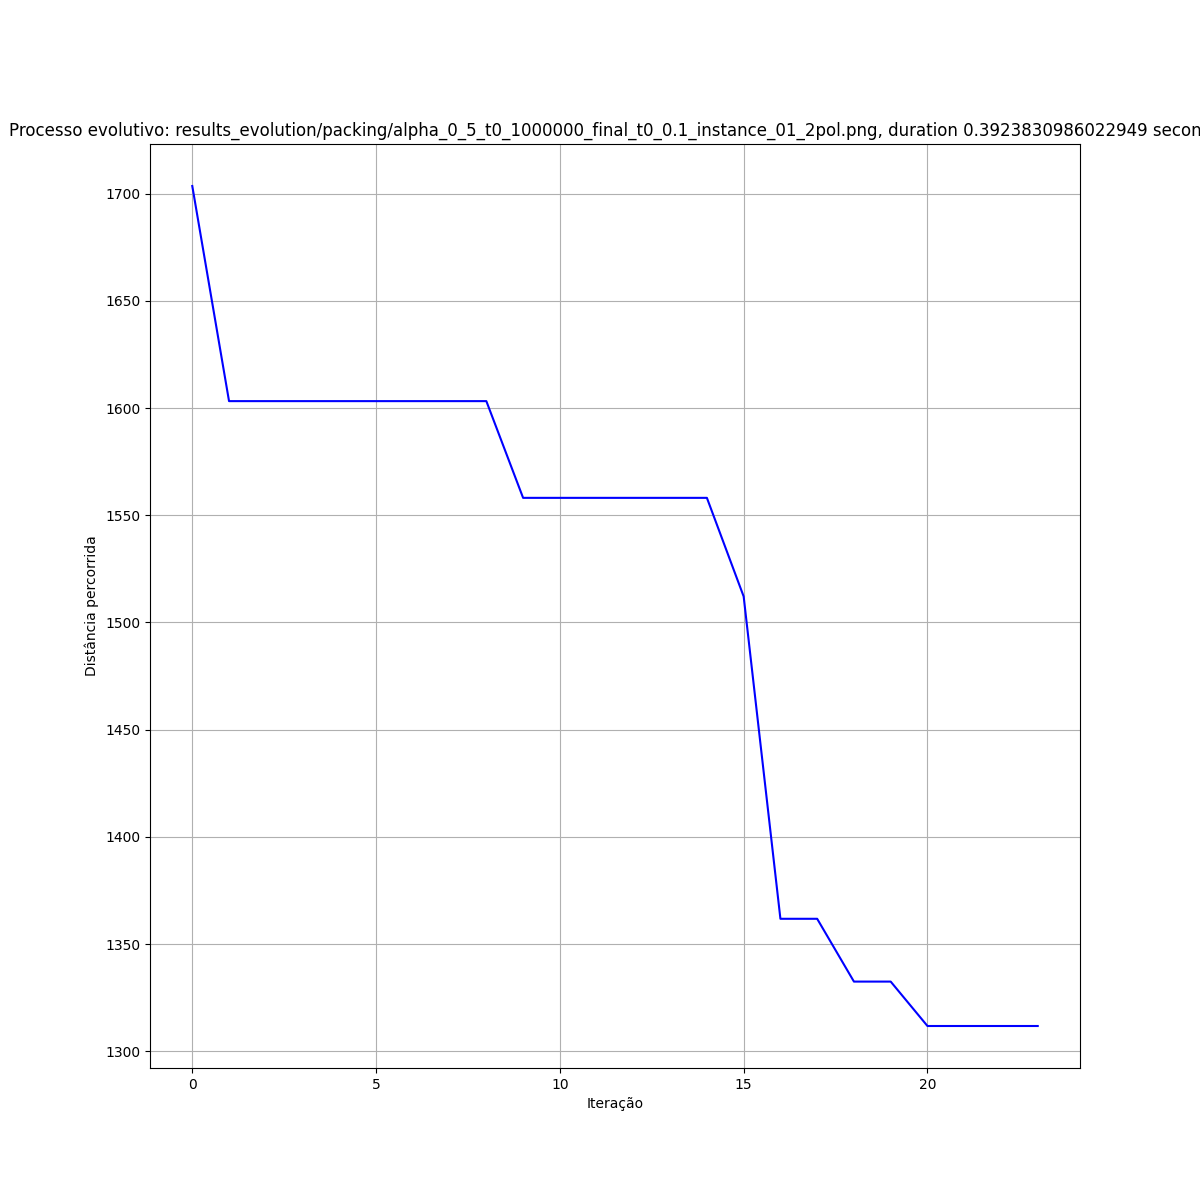 Processo evolutivo: results_evolution/packing/alpha_0_5_t0_1000000_final_t0_0.1_instance_01_2pol.png, duration 0.3923830986022949 secon
1700
1650
1600
1550
1500
1450
1400
1350
1300
Distância percorrida
0 5 10 15 20
Iteração